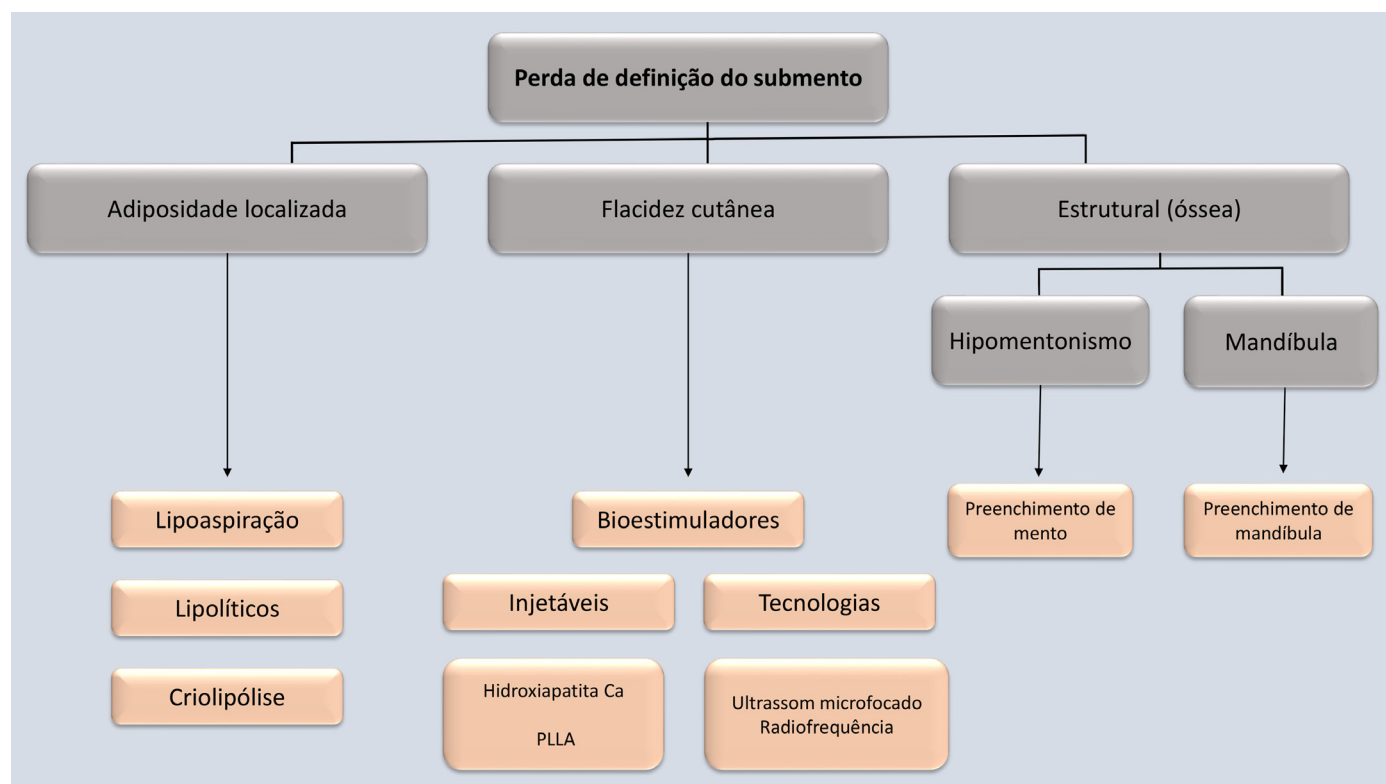 Perda de definição do submento
Adiposidade localizada
Flacidez cutânea
Estrutural (óssea)
Hipomentonismo
Mandíbula
Lipoaspiração
Bioestimuladores
Preenchimento de
mento
Preenchimento de
mandíbula
Lipolíticos
Injetáveis
Tecnologias
Criolipólise
Hidroxiapatita Ca
PLLA
Ultrassom microfocado
Radiofrequência